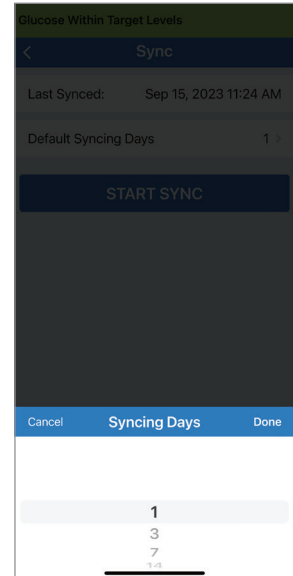 Glucose Within Target Levels
Sync
Last Synced: Sep 15, 2023 11:24 AM
Default Syncing Days 1
START SYNC
Cancel Syncing Days Done
1
3
7
14